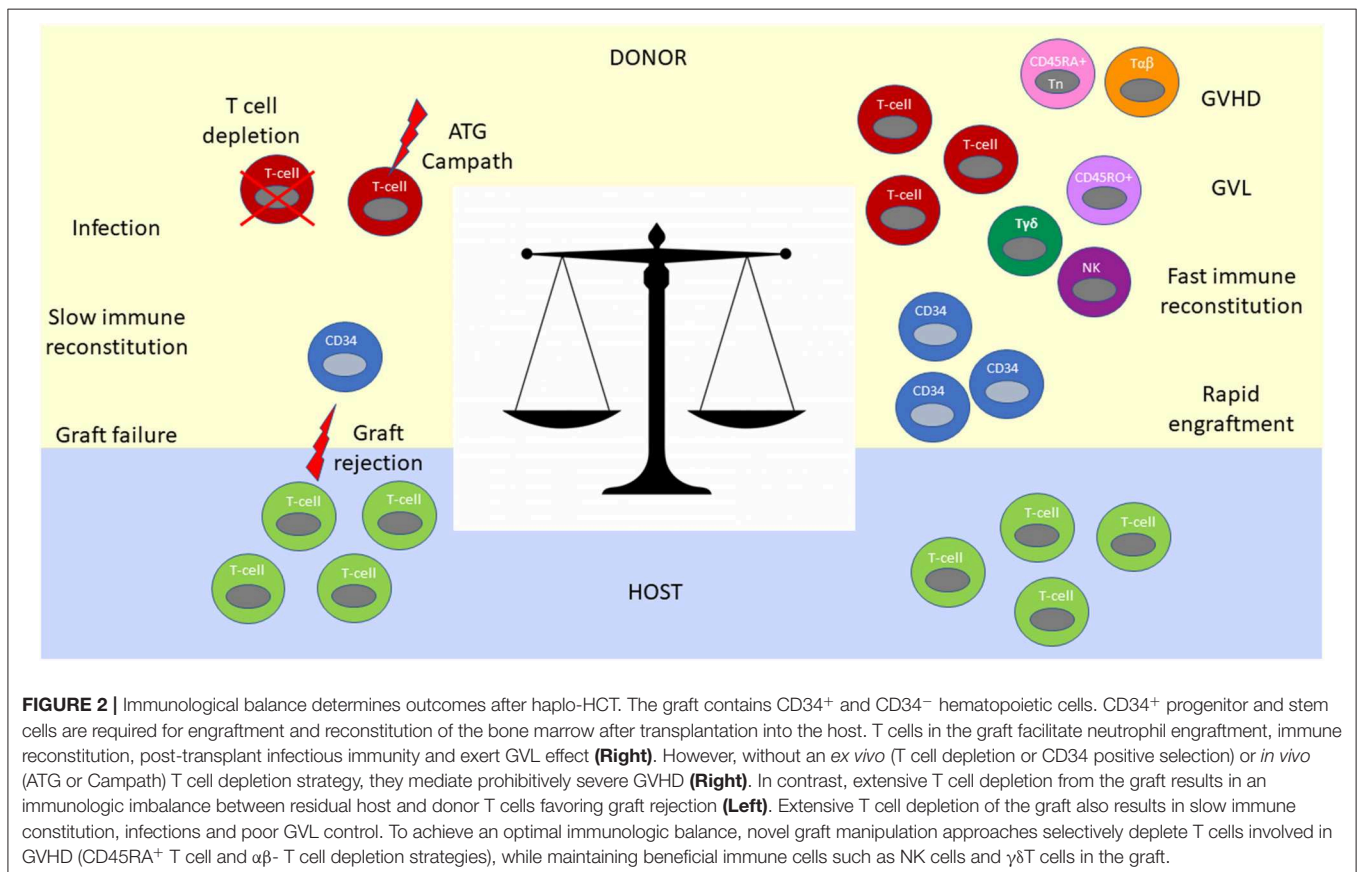 DONOR
T cell
depletion
T-cell
ATG
Campath
T-cell
Infection
Slow immune
reconstitution
CD34
Graft failure
Graft
rejection
T-cell
T-cell
T-cell
T-cell
CD45RA+
Tn
Tαβ
GVHD
T-cell
T-cell
T-cell
CD45RO+
GVL
Tγδ
NK
Fast immune
reconstitution
CD34
CD34
CD34
Rapid
engraftment
HOST
T-cell
T-cell
T-cell
T-cell
FIGURE 2 | Immunological balance determines outcomes after haplo-HCT. The graft contains CD34+ and CD34− hematopoietic cells. CD34+ progenitor and stem
cells are required for engraftment and reconstitution of the bone marrow after transplantation into the host. T cells in the graft facilitate neutrophil engraftment, immune
reconstitution, post-transplant infectious immunity and exert GVL effect (Right). However, without an ex vivo (T cell depletion or CD34 positive selection) or in vivo
(ATG or Campath) T cell depletion strategy, they mediate prohibitively severe GVHD (Right). In contrast, extensive T cell depletion from the graft results in an
immunologic imbalance between residual host and donor T cells favoring graft rejection (Left). Extensive T cell depletion of the graft also results in slow immune
constitution, infections and poor GVL control. To achieve an optimal immunologic balance, novel graft manipulation approaches selectively deplete T cells involved in
GVHD (CD45RA+ T cell and αβ- T cell depletion strategies), while maintaining beneficial immune cells such as NK cells and γδT cells in the graft.